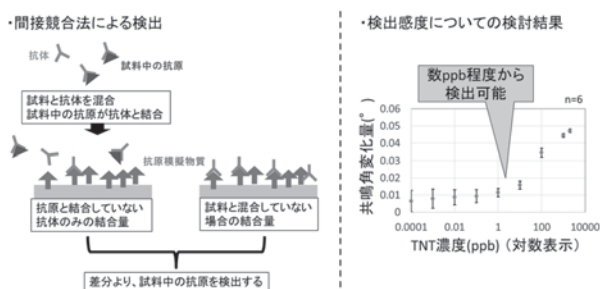 ・間接競合法による検出
抗体
試料中の抗原
試料と抗体を混合
試料中の抗原が抗体と結合
抗原模擬物質
抗原と結合していない
抗体のみの結合量
試料と混合していない
場合の結合量
差分より、試料中の抗原を検出する
・検出感度についての検討結果
数ppb程度から
検出可能
n=6
共鳴角変化量(°)
0.06
0.05
0.04
0.03
0.02
0.01
0
0.0001
0.01
1
100
10000
TNT濃度(ppb)（対数表示）